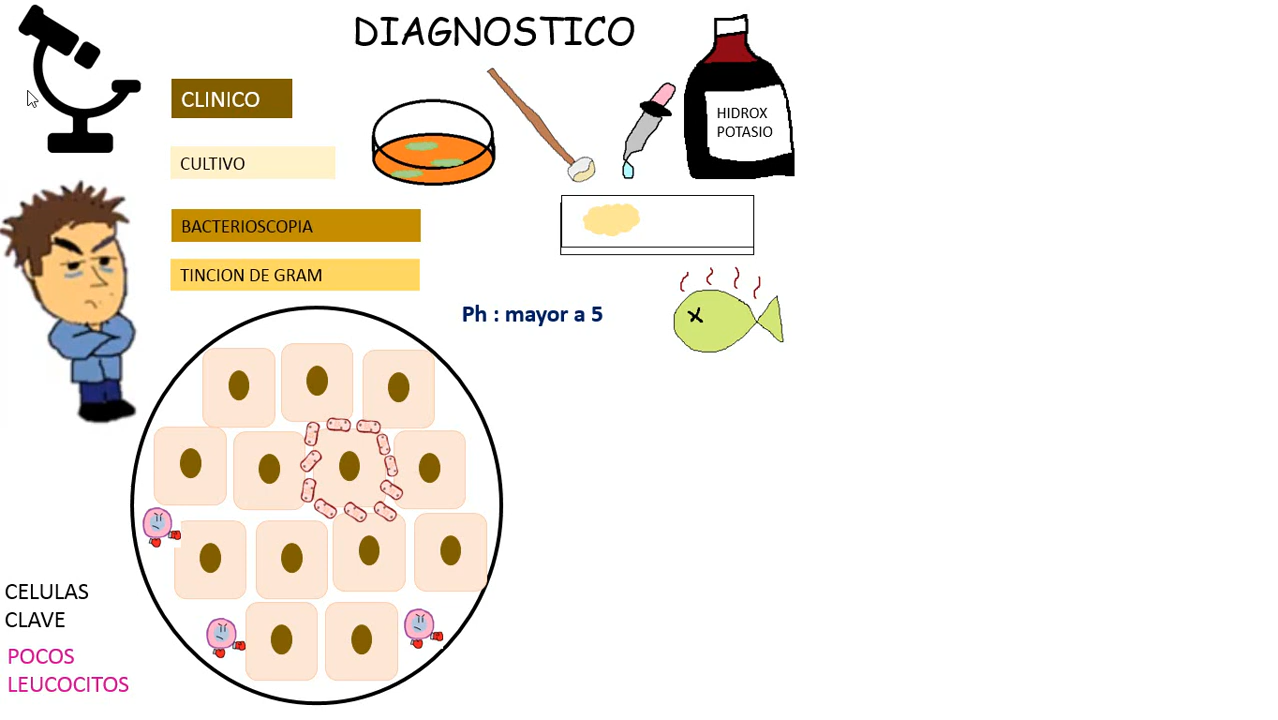 DIAGNOSTICO
CLINICO
HIDROX
POTASIO
CULTIVO
BACTERIOSCOPIA
TINCION DE GRAM
Ph : mayor a 5
CELULAS
CLAVE
POCOS
LEUCOCITOS